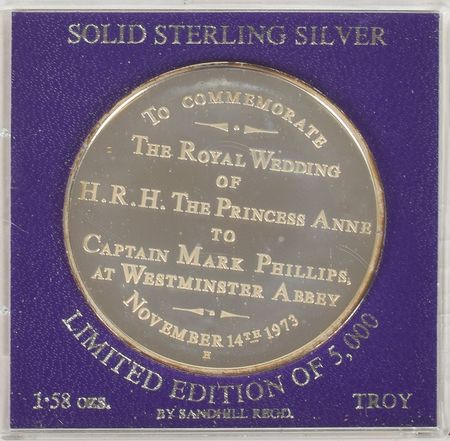 SOLID STERLING SILVER
TO COMMEMORATE
THE ROYAL WEDDING
OF
H.R.H. THE PRINCESS ANNE
TO
CAPTAIN MARK PHILLIPS,
AT WESTMINSTER ABBEY
NOVEMBER 14TH 1973
H
LIMITED EDITION OF 5,000
1·58 ozs.
TROY
BY SANDHILL REGD.